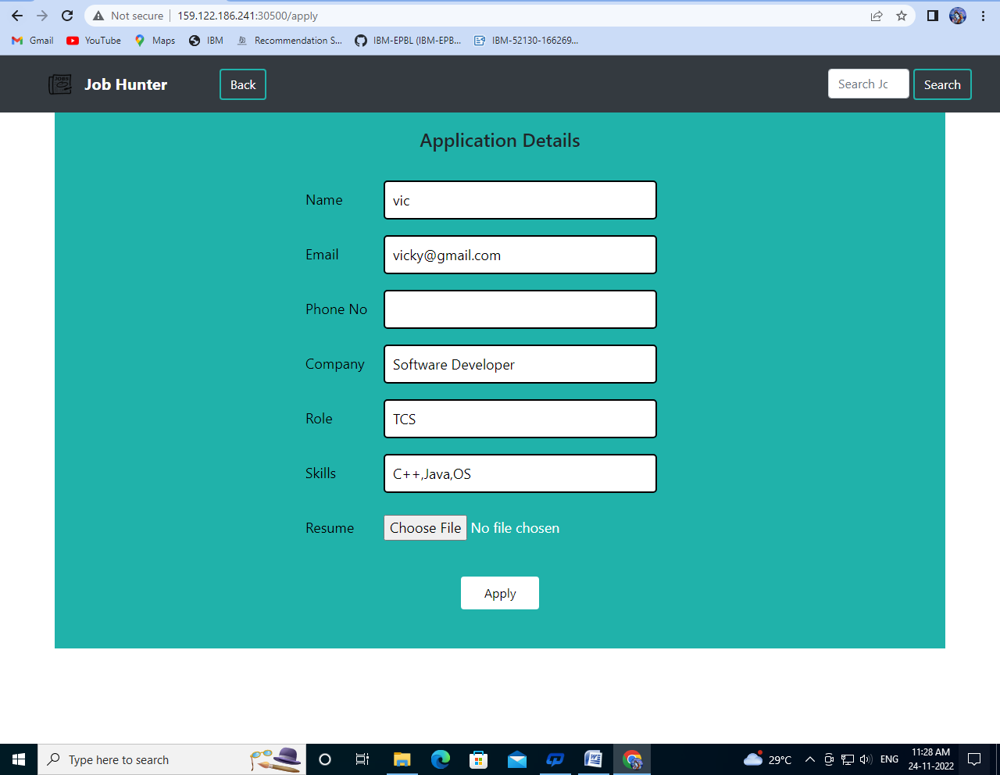 Not secure 159.122.186.241:30500/apply
Gmail YouTube Maps IBM Recommendation S... IBM-EPBL (IBM-EPB... IBM-52130-166269...
Job Hunter Back Search Jc Search
Application Details
Name vic
Email vicky@gmail.com
Phone No
Company Software Developer
Role TCS
Skills C++,Java,OS
Resume Choose File No file chosen
Apply
Type here to search 29°C ENG 11:28 AM
24-11-2022